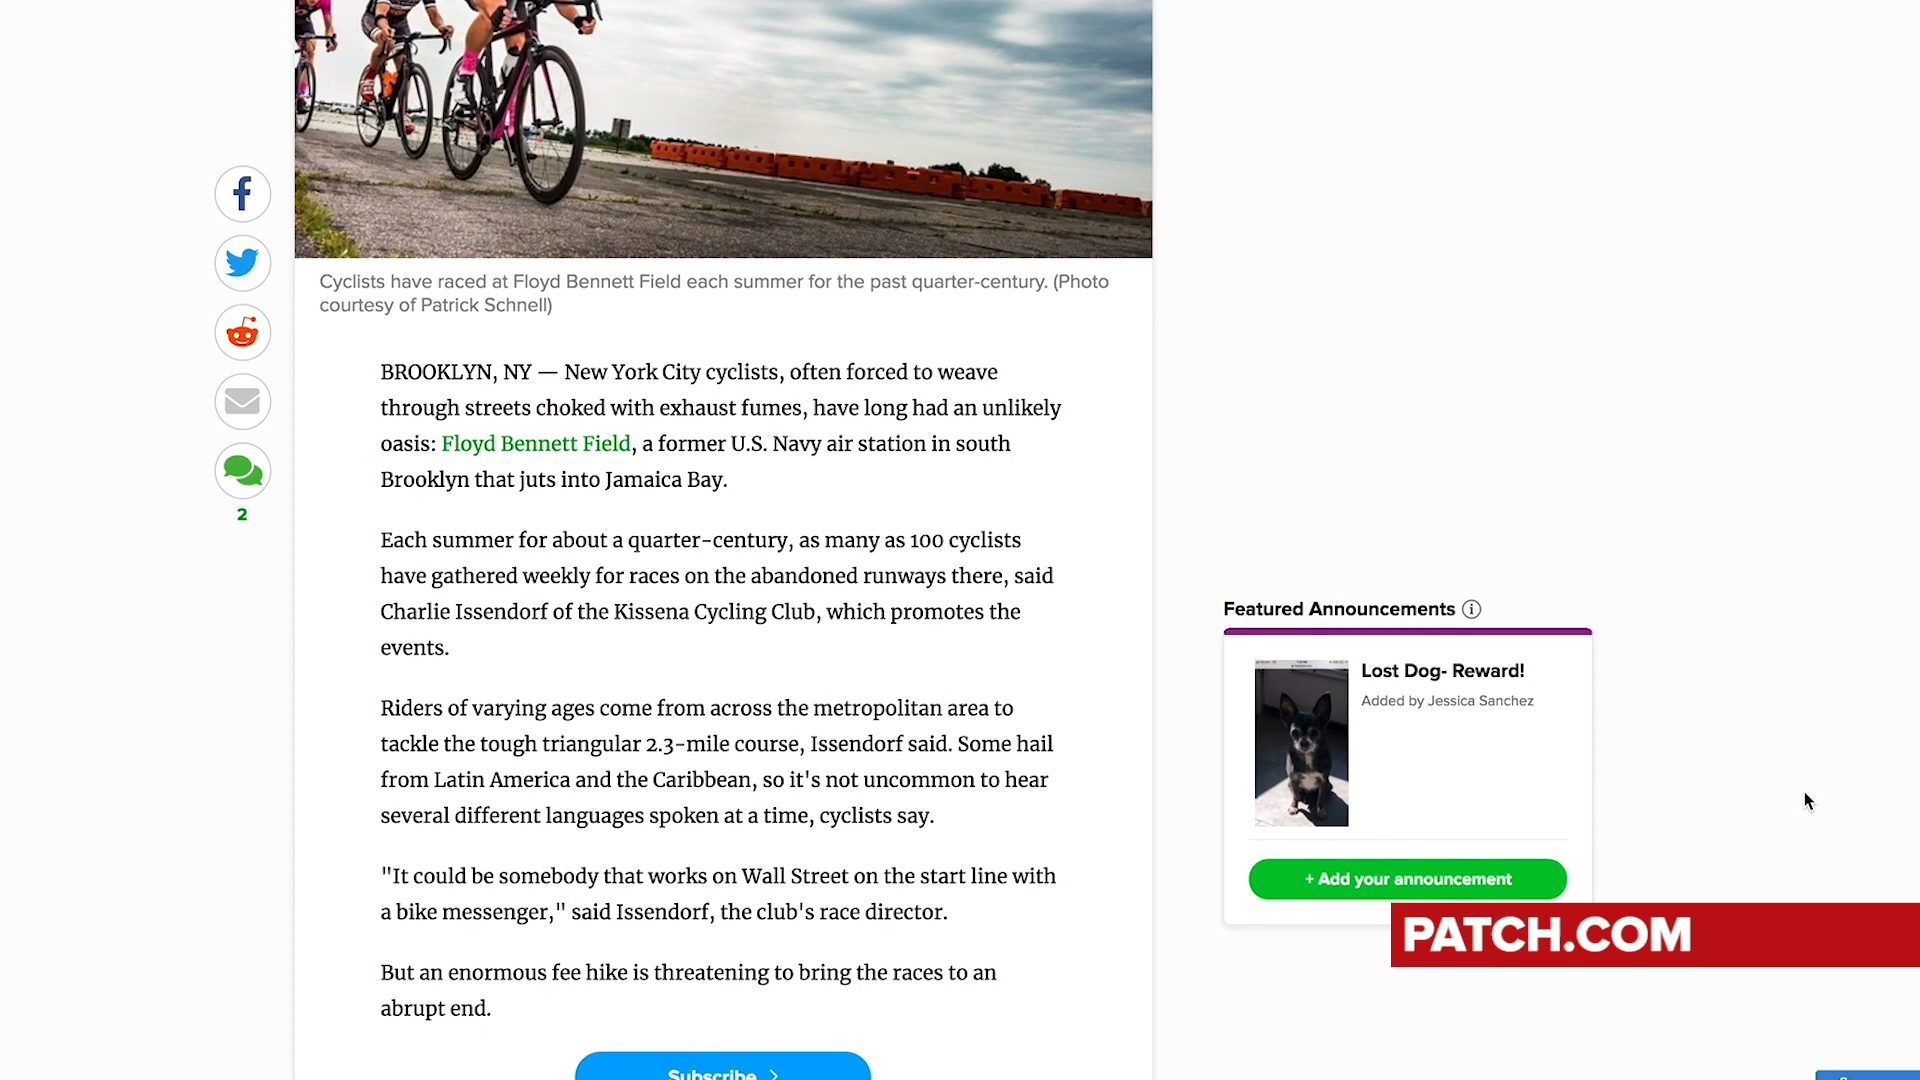 Cyclists have raced at Floyd Bennett Field each summer for the past quarter-century. (Photo
courtesy of Patrick Schnell)
BROOKLYN, NY — New York City cyclists, often forced to weave
through streets choked with exhaust fumes, have long had an unlikely
oasis: Floyd Bennett Field, a former U.S. Navy air station in south
Brooklyn that juts into Jamaica Bay.
2
Each summer for about a quarter-century, as many as 100 cyclists
have gathered weekly for races on the abandoned runways there, said
Charlie Issendorf of the Kissena Cycling Club, which promotes the
events.
Riders of varying ages come from across the metropolitan area to
tackle the tough triangular 2.3-mile course, Issendorf said. Some hail
from Latin America and the Caribbean, so it's not uncommon to hear
several different languages spoken at a time, cyclists say.
"It could be somebody that works on Wall Street on the start line with
a bike messenger," said Issendorf, the club's race director.
But an enormous fee hike is threatening to bring the races to an
abrupt end.
Subscribe >
Featured Announcements
Lost Dog- Reward!
Added by Jessica Sanchez
+ Add your announcement
PATCH.COM